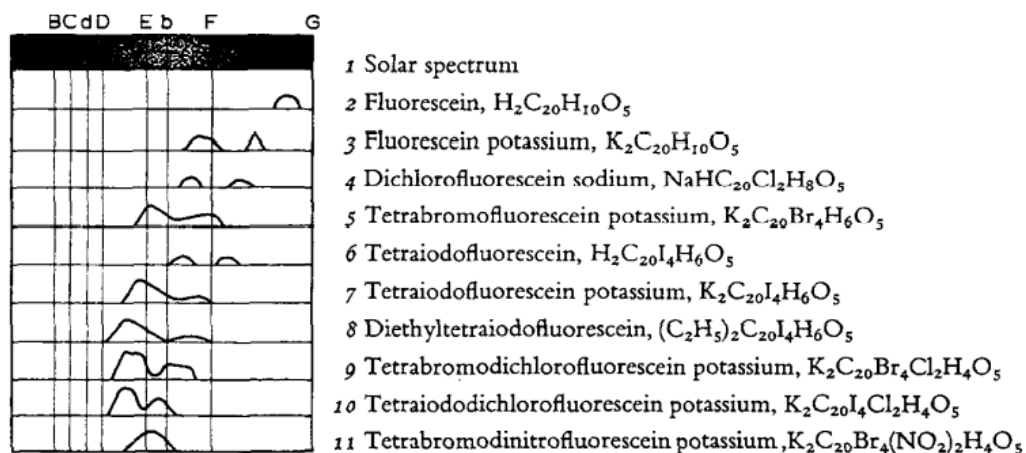 B C d D E b F G
1 Solar spectrum
2 Fluorescein, H₂C₂₀H₁₀O₅
3 Fluorescein potassium, K₂C₂₀H₁₀O₅
4 Dichlorofluorescein sodium, NaHC₂₀Cl₂H₈O₅
5 Tetrabromofluorescein potassium, K₂C₂₀Br₄H₆O₅
6 Tetraiodofluorescein, H₂C₂₀I₄H₆O₅
7 Tetraiodofluorescein potassium, K₂C₂₀I₄H₆O₅
8 Diethyltetraiodofluorescein, (C₂H₅)₂C₂₀I₄H₆O₅
9 Tetrabromodichlorofluorescein potassium, K₂C₂₀Br₄Cl₂H₄O₅
10 Tetraiododichlorofluorescein potassium, K₂C₂₀I₄Cl₂H₄O₅
11 Tetrabromodinitrofluorescein potassium, K₂C₂₀Br₄(NO₂)₂H₄O₅